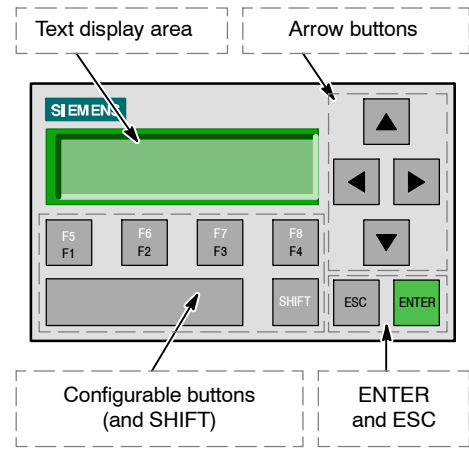 Text display area
Arrow buttons
SIEMENS
F5 F6 F7 F8
F1 F2 F3 F4
SHIFT ESC ENTER
Configurable buttons
(and SHIFT)
ENTER
and ESC